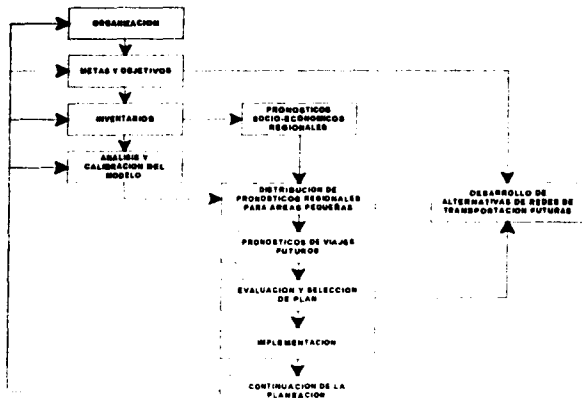 ORGANIZACION
METAS Y OBJETIVOS
INVENTARIOS
PRONOSTICOS
SOCIO-ECONOMICOS
REGIONALES
ANALISIS Y
CALIBRACION DEL
MODELO
DISTRIBUCION DE
PRONOSTICOS REGIONALES
PARA AREAS PEQUEÑAS
DESARROLLO DE
ALTERNATIVAS DE REDES DE
TRANSPORTACION FUTURAS
PRONOSTICOS DE VIAJES
FUTUROS
EVALUACION Y SELECCION
DE PLAN
IMPLEMENTACION
CONTINUACION DE LA
PLANEACION